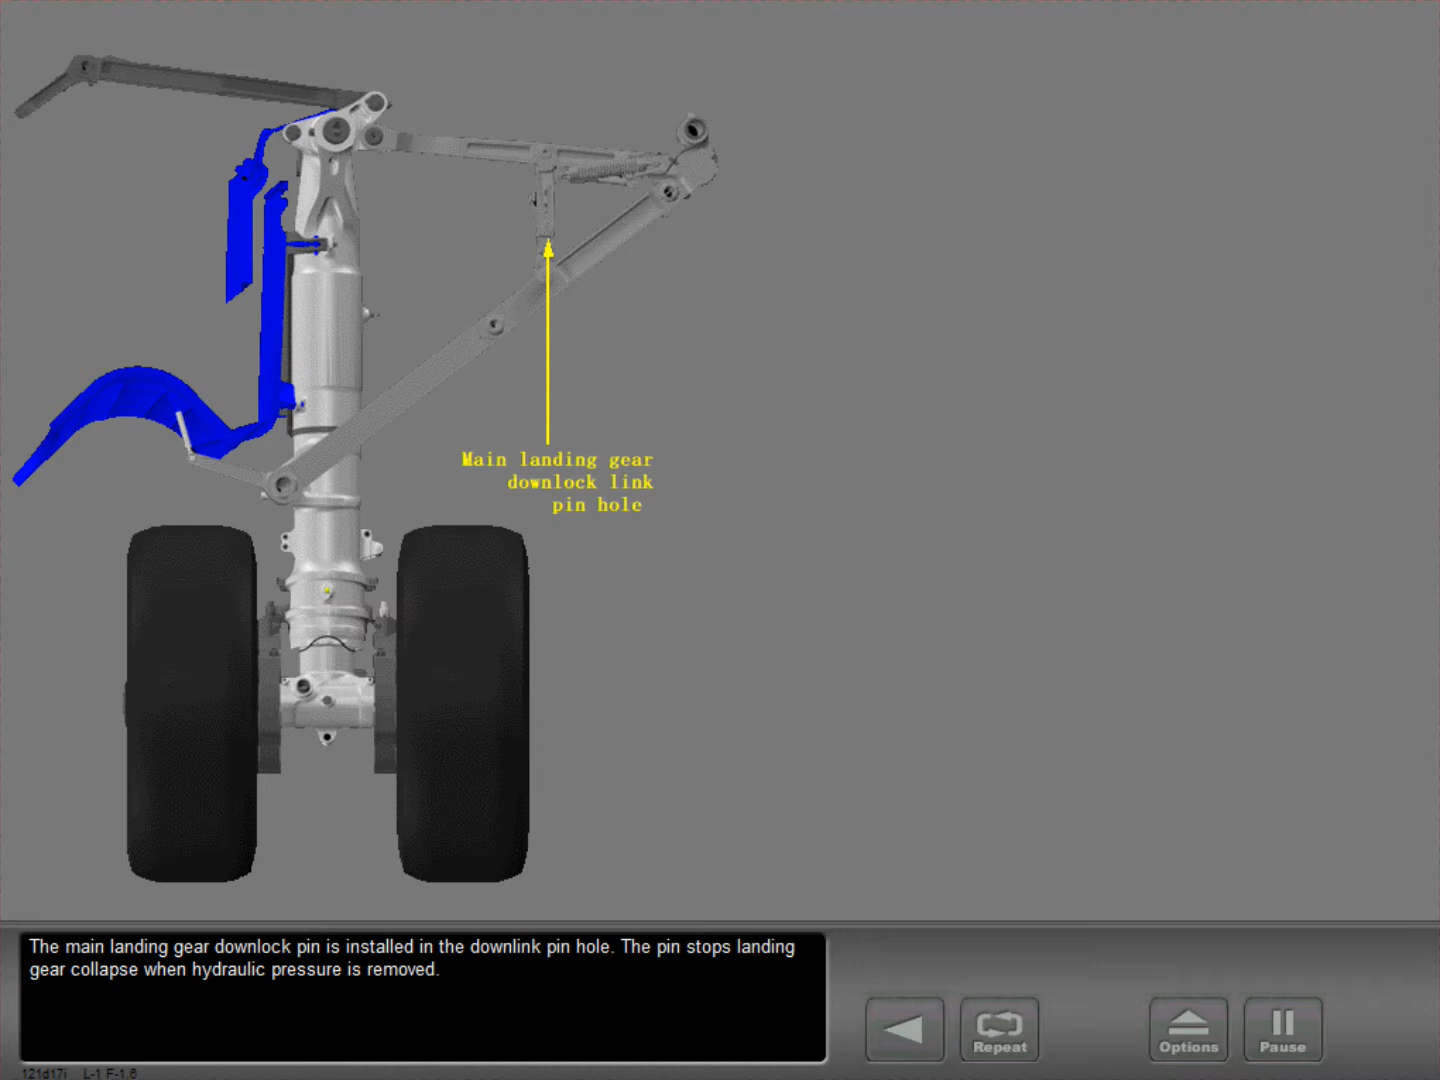 Main landing gear
downlock link
pin hole
The main landing gear downlock pin is installed in the downlink pin hole. The pin stops landing
gear collapse when hydraulic pressure is removed.
Repeat
Options
Pause
121d17i L-1 F-1.6